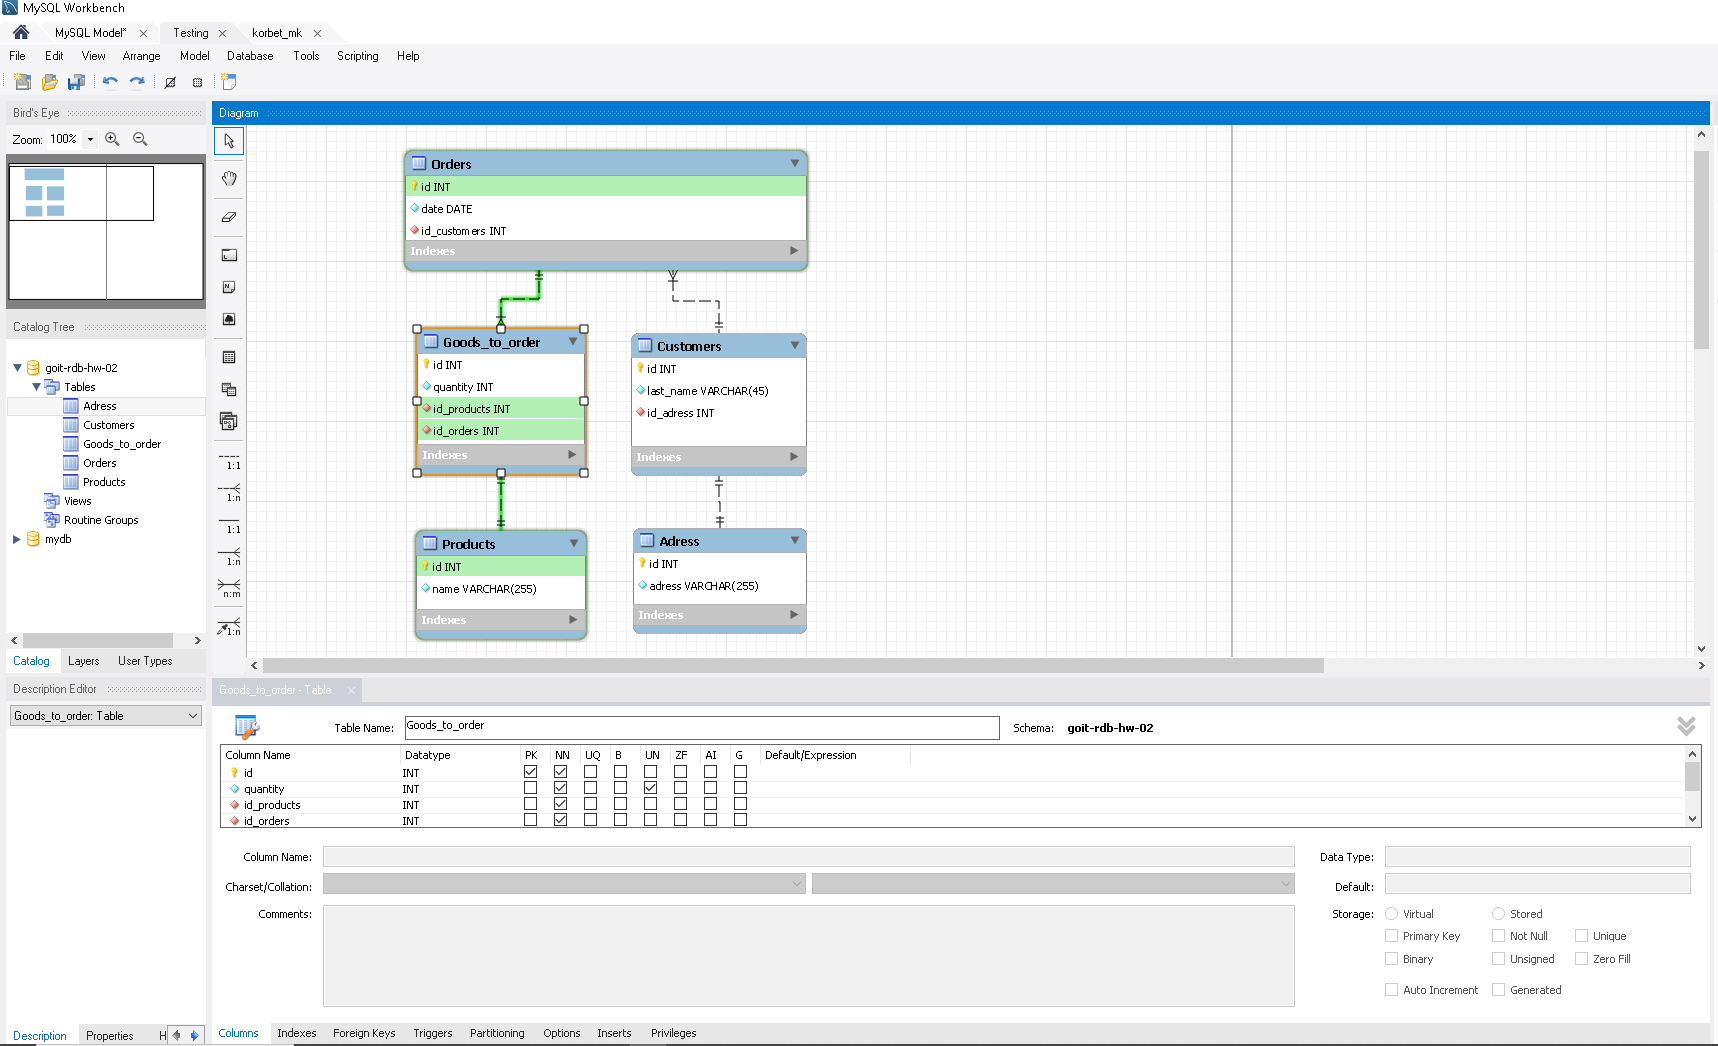 MySQL Workbench
MySQL Model*
Testing
korbet_mk
File Edit View Arrange Model Database Tools Scripting Help
Bird's Eye
Zoom: 100%
Catalog Tree
goit-rdb-hw-02
Tables
Adress
Customers
Goods_to_order
Orders
Products
Views
Routine Groups
mydb
Catalog Layers User Types
Description Editor
Goods_to_order: Table
Description Properties H
1:1
1:n
1:1
1:n
n:m
1:n
Diagram
Orders
id INT
date DATE
id_customers INT
Indexes
Goods_to_order
id INT
quantity INT
id_products INT
id_orders INT
Indexes
Customers
id INT
last_name VARCHAR(45)
id_adress INT
Indexes
Products
id INT
name VARCHAR(255)
Indexes
Adress
id INT
adress VARCHAR(255)
Indexes
Goods_to_order - Table
Table Name: Goods_to_order Schema: goit-rdb-hw-02
Column Name Datatype PK NN UQ B UN ZF AI G Default/Expression
id INT
quantity INT
id_products INT
id_orders INT
Column Name: Data Type:
Charset/Collation: Default:
Comments: Storage: Virtual Stored
Primary Key Not Null Unique
Binary Unsigned Zero Fill
Auto Increment Generated
Columns Indexes Foreign Keys Triggers Partitioning Options Inserts Privileges